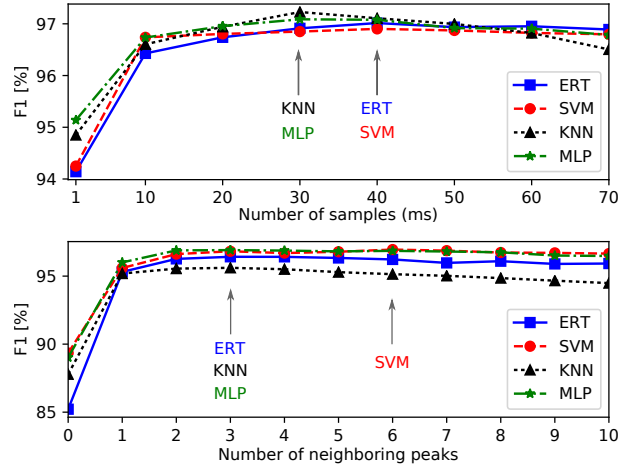 97
96
95
94
F1 [%]
KNN
MLP
ERT
SVM
ERT
SVM
KNN
MLP
1 10 20 30 40 50 60 70
Number of samples (ms)
95
90
85
F1 [%]
ERT
KNN
MLP
SVM
ERT
SVM
KNN
MLP
0 1 2 3 4 5 6 7 8 9 10
Number of neighboring peaks